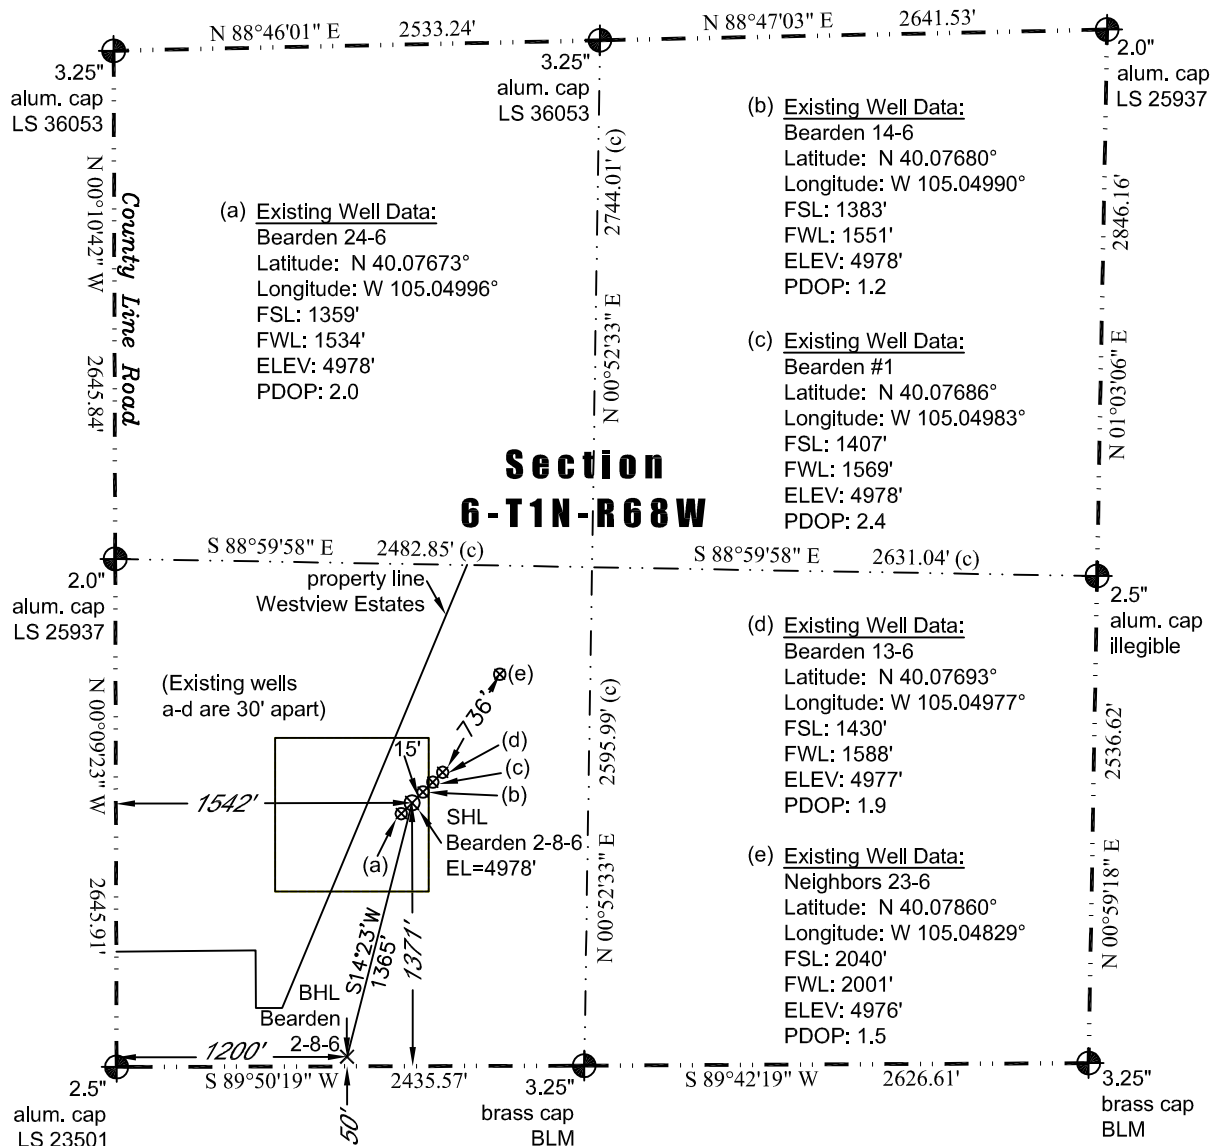 N 88°46'01" E 2533.24'
N 88°47'03" E 2641.53'
3.25"
alum. cap
LS 36053
3.25"
alum. cap
LS 36053
2.0"
alum. cap
LS 25937
N 00°10'42" W 2645.84'
County Line Road
2744.01' (c)
N 00°52'33" E
2846.16'
N 01°03'06" E
(a) Existing Well Data:
Bearden 24-6
Latitude: N 40.07673°
Longitude: W 105.04996°
FSL: 1359'
FWL: 1534'
ELEV: 4978'
PDOP: 2.0
(b) Existing Well Data:
Bearden 14-6
Latitude: N 40.07680°
Longitude: W 105.04990°
FSL: 1383'
FWL: 1551'
ELEV: 4978'
PDOP: 1.2
(c) Existing Well Data:
Bearden #1
Latitude: N 40.07686°
Longitude: W 105.04983°
FSL: 1407'
FWL: 1569'
ELEV: 4978'
PDOP: 2.4
Section
6-T1N-R68W
S 88°59'58" E 2482.85' (c)
S 88°59'58" E 2631.04' (c)
2.0"
alum. cap
LS 25937
property line
Westview Estates
2.5"
alum. cap
illegible
(Existing wells
a-d are 30' apart)
N 00°09'23" W 2645.91'
(e)
736'
15'
(d)
(c)
(b)
1542'
(a)
SHL
Bearden 2-8-6
EL=4978'
S14°23'W
1365'
1371'
2595.99' (c)
N 00°52'33" E
2536.62'
N 00°59'18" E
(d) Existing Well Data:
Bearden 13-6
Latitude: N 40.07693°
Longitude: W 105.04977°
FSL: 1430'
FWL: 1588'
ELEV: 4977'
PDOP: 1.9
(e) Existing Well Data:
Neighbors 23-6
Latitude: N 40.07860°
Longitude: W 105.04829°
FSL: 2040'
FWL: 2001'
ELEV: 4976'
PDOP: 1.5
BHL
Bearden
2-8-6
1200'
50'
S 89°50'19" W 2435.57'
S 89°42'19" W 2626.61'
2.5"
alum. cap
LS 23501
3.25"
brass cap
BLM
3.25"
brass cap
BLM